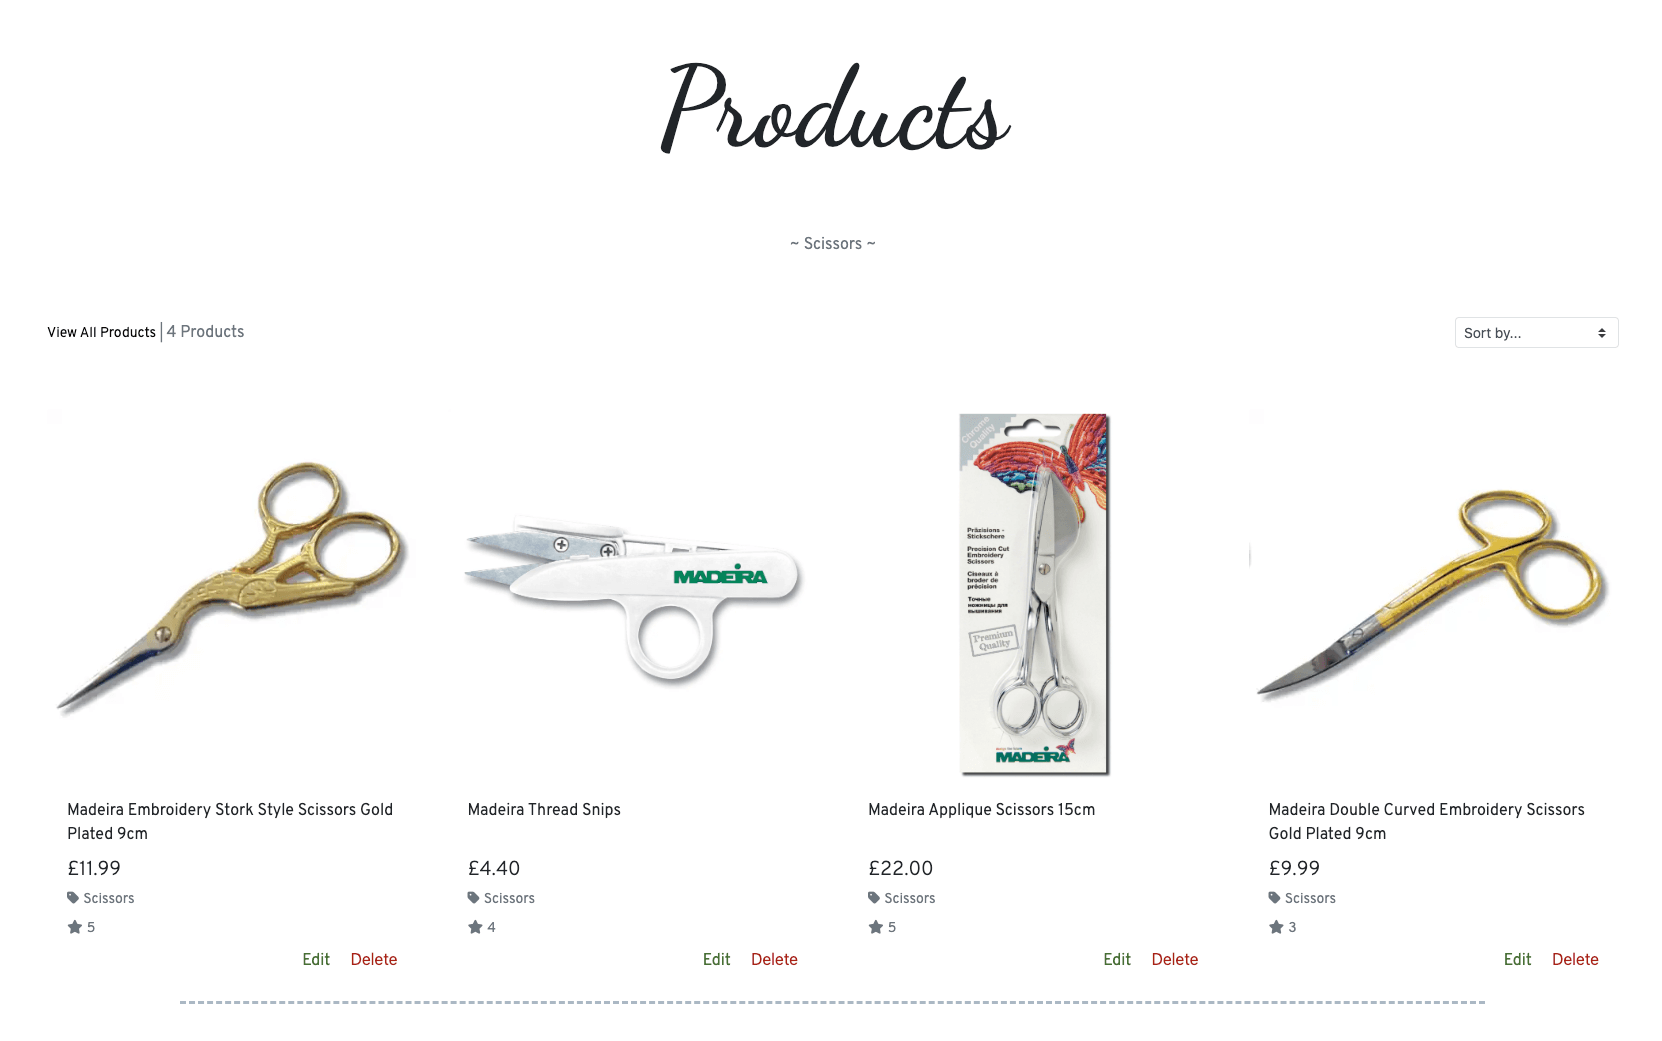 Products
~ Scissors ~
View All Products | 4 Products
Sort by...
Chrome
Quality
Präzisions -
Stickschere
Precision Cut
Embroidery
Scissors
Ciseaux à
broder de
précision
Точные
ножницы для
вышивания
Premium
Quality
MADEIRA
MADEIRA
Madeira Embroidery Stork Style Scissors Gold
Plated 9cm
£11.99
Scissors
5
Edit Delete
Madeira Thread Snips
£4.40
Scissors
4
Edit Delete
Madeira Applique Scissors 15cm
£22.00
Scissors
5
Edit Delete
Madeira Double Curved Embroidery Scissors
Gold Plated 9cm
£9.99
Scissors
3
Edit Delete